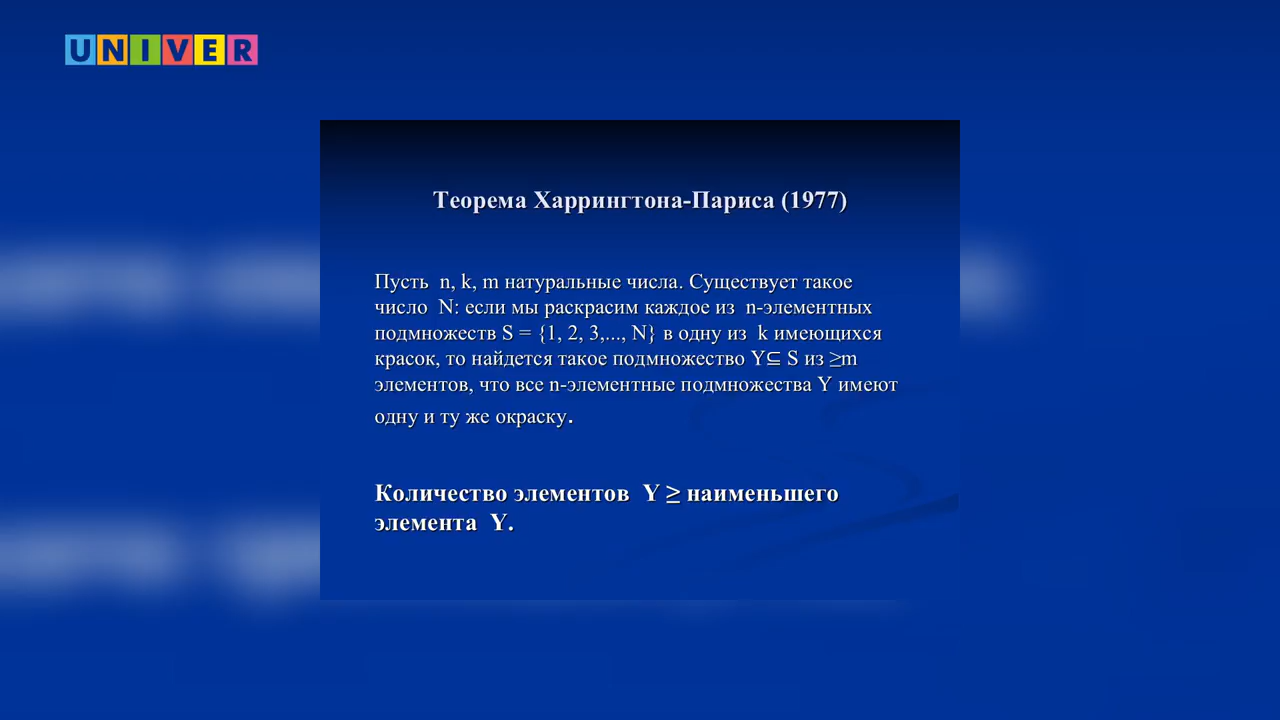 UNIVER
Теорема Харрингтона-Париса (1977)
Пусть n, k, m натуральные числа. Существует такое
число N: если мы раскрасим каждое из n-элементных
подмножеств S = {1, 2, 3,..., N} в одну из k имеющихся
красок, то найдется такое подмножество Y⊆ S из ≥m
элементов, что все n-элементные подмножества Y имеют
одну и ту же окраску.
Количество элементов Y ≥ наименьшего
элемента Y.